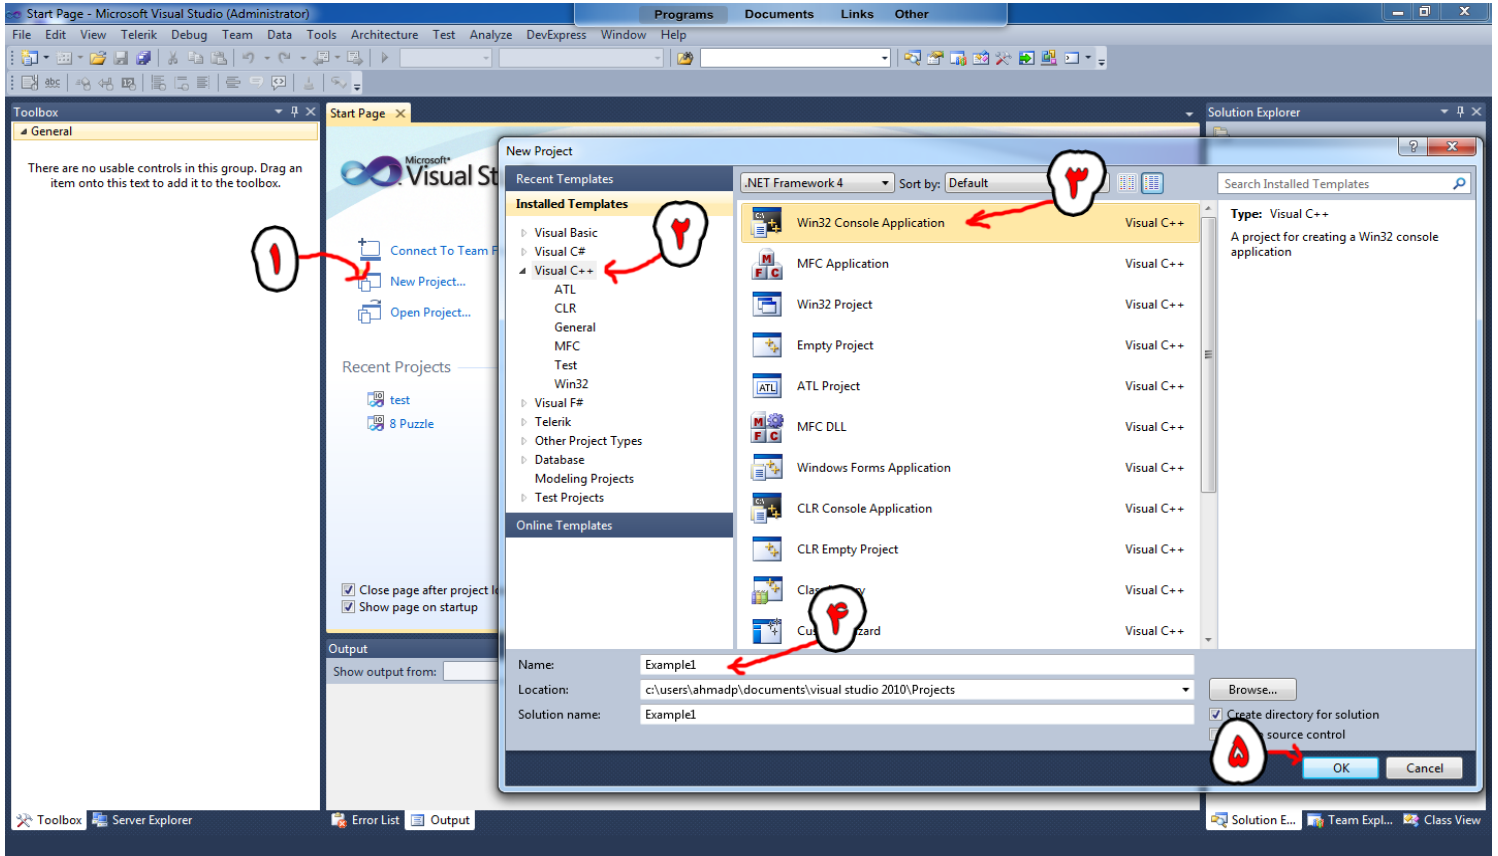 Start Page - Microsoft Visual Studio (Administrator)
Programs Documents Links Other
File Edit View Telerik Debug Team Data Tools Architecture Test Analyze DevExpress Window Help
Toolbox
General
There are no usable controls in this group. Drag an
item onto this text to add it to the toolbox.
Start Page
Microsoft
Visual St
۱
Connect To Team F
New Project...
Open Project...
Recent Projects
test
8 Puzzle
Close page after project lo
Show page on startup
Output
Show output from:
New Project
Recent Templates
Installed Templates
۲
Visual Basic
Visual C#
Visual C++
ATL
CLR
General
MFC
Test
Win32
Visual F#
Telerik
Other Project Types
Database
Modeling Projects
Test Projects
Online Templates
.NET Framework 4 Sort by: Default
۳
Win32 Console Application Visual C++
MFC Application Visual C++
Win32 Project Visual C++
Empty Project Visual C++
ATL Project Visual C++
MFC DLL Visual C++
Windows Forms Application Visual C++
CLR Console Application Visual C++
CLR Empty Project Visual C++
Visual C++
Visual C++
۴
Search Installed Templates
Type: Visual C++
A project for creating a Win32 console
application
Name: Example1
Location: c:\users\ahmadp\documents\visual studio 2010\Projects Browse...
Solution name: Example1
Create directory for solution
source control
۵
OK Cancel
Solution Explorer
Toolbox Server Explorer
Error List Output
Solution E... Team Expl... Class View